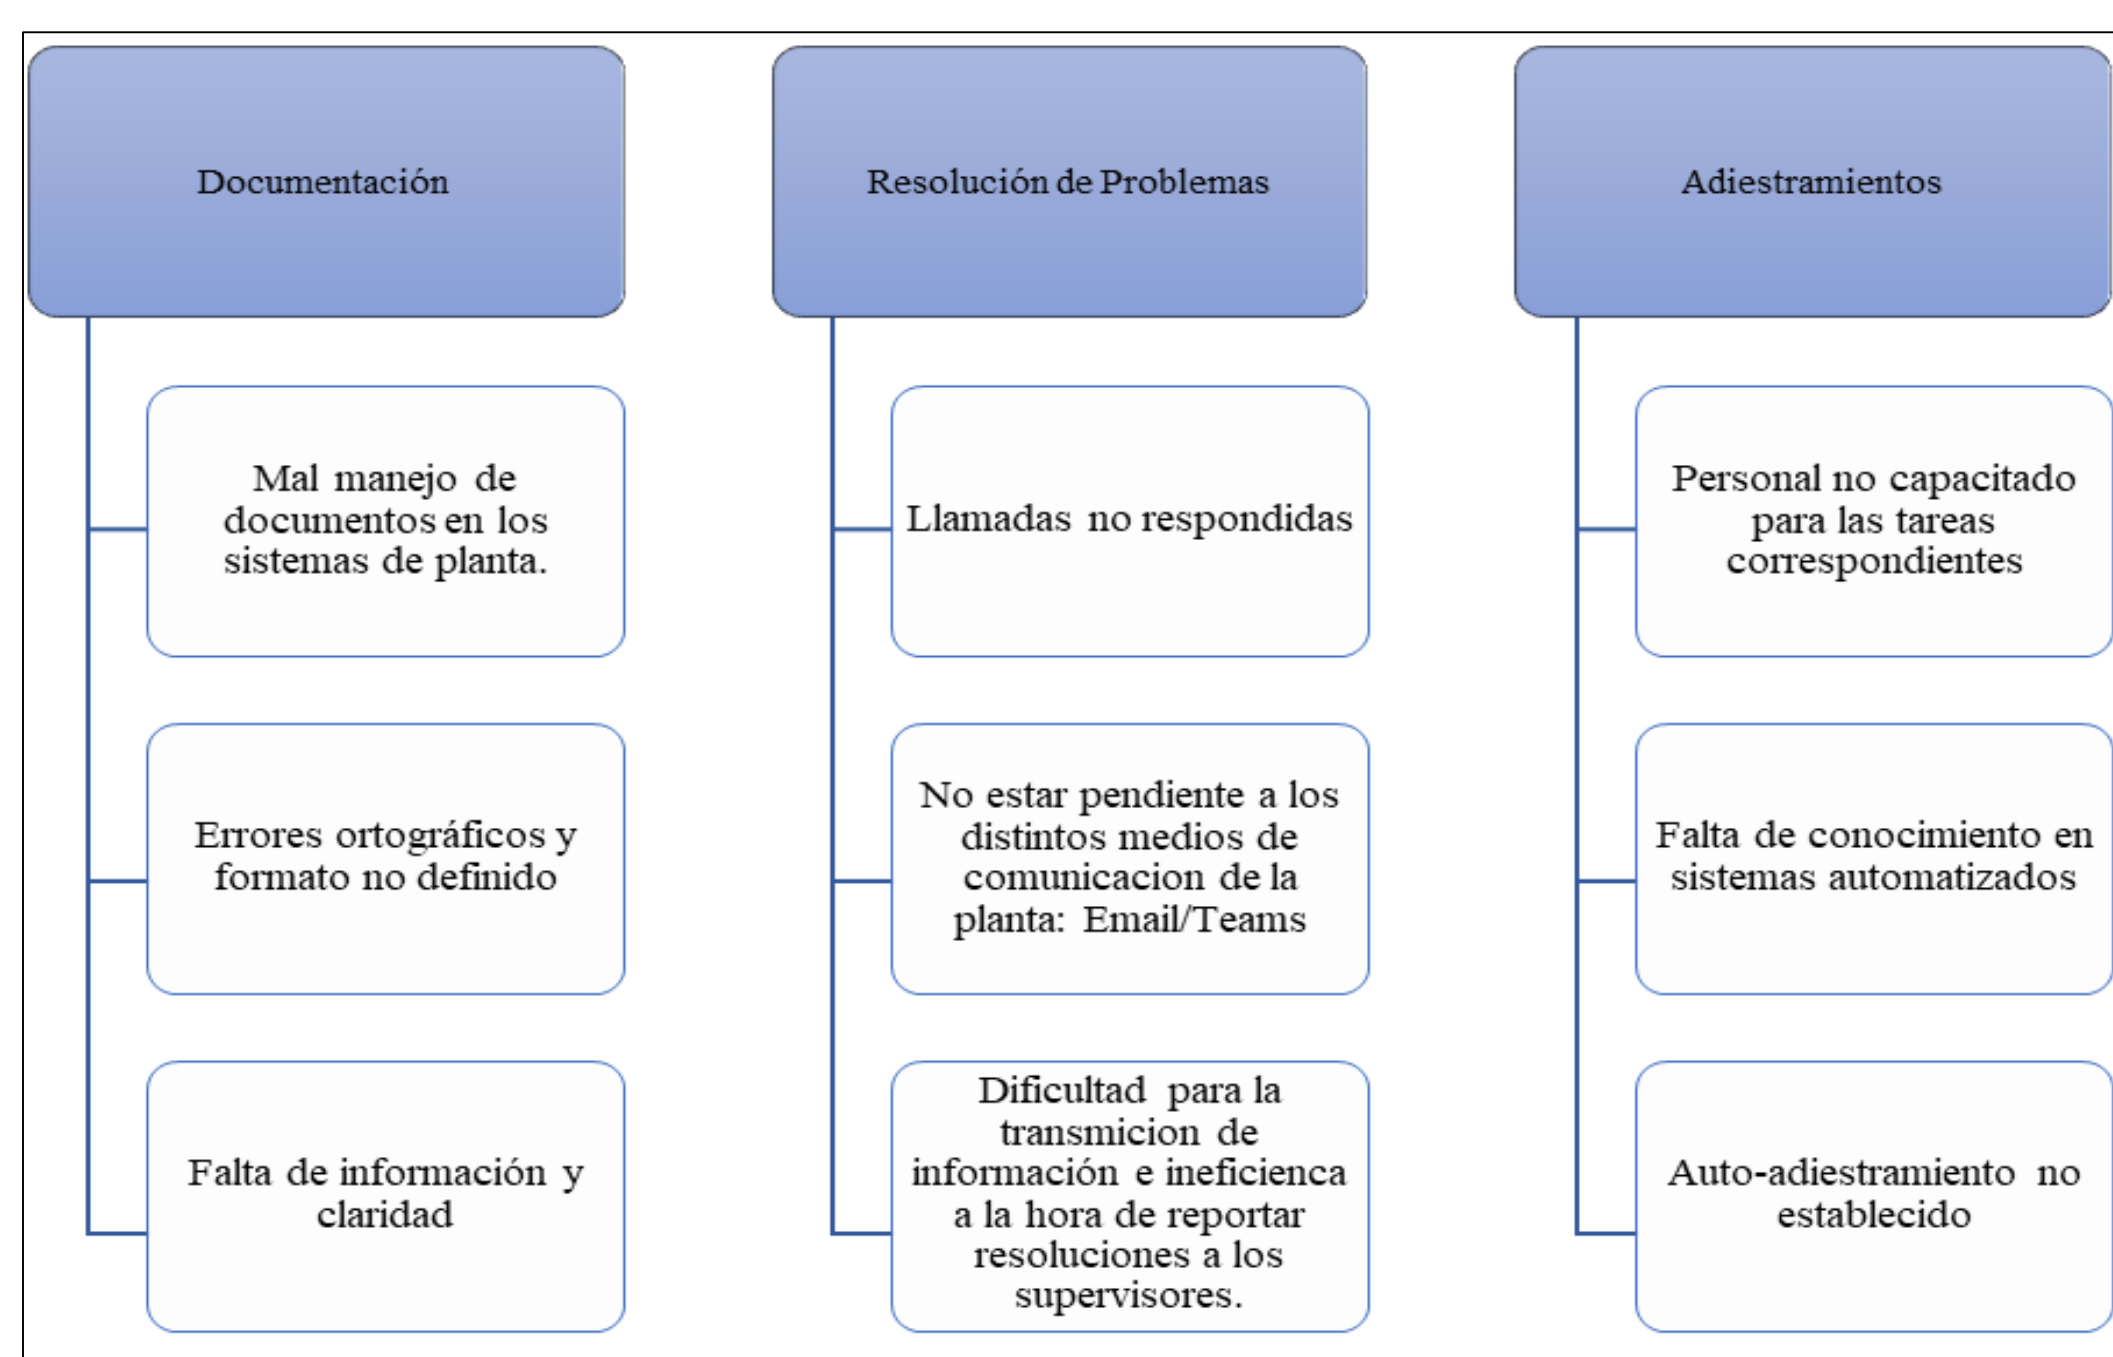 Documentación
Mal manejo de
documentos en los
sistemas de planta.
Errores ortográficos y
formato no definido
Falta de información y
claridad
Resolución de Problemas
Llamadas no respondidas
No estar pendiente a los
distintos medios de
comunicacion de la
planta: Email/Teams
Dificultad para la
transmicion de
información e ineficienca
a la hora de reportar
resoluciones a los
supervisores.
Adiestramientos
Personal no capacitado
para las tareas
correspondientes
Falta de conocimiento en
sistemas automatizados
Auto-adiestramiento no
establecido